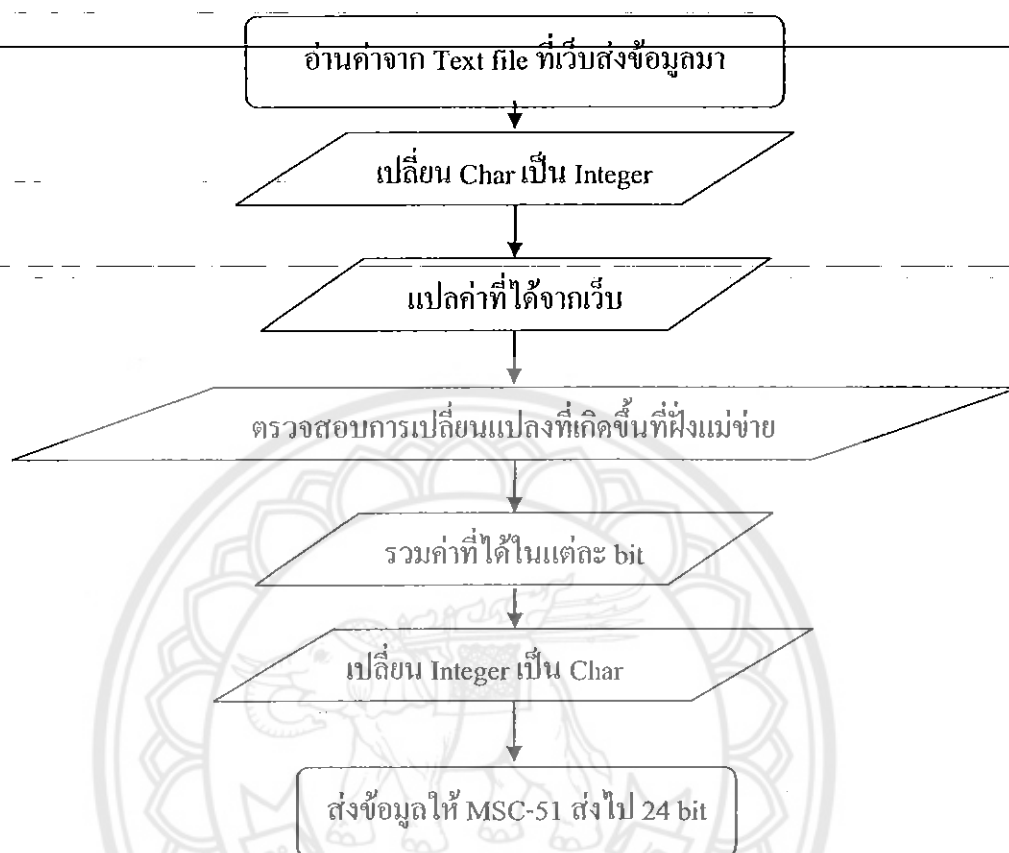 อ่านค่าจาก Text file ที่เว็บส่งข้อมูลมา
เปลี่ยน Char เป็น Integer
แปลค่าที่ได้จากเว็บ
ตรวจสอบการเปลี่ยนแปลงที่เกิดขึ้นที่ฝั่งแม่ข่าย
รวมค่าที่ได้ในแต่ละ bit
เปลี่ยน Integer เป็น Char
ส่งข้อมูลให้ MSC-51 ส่งไป 24 bit